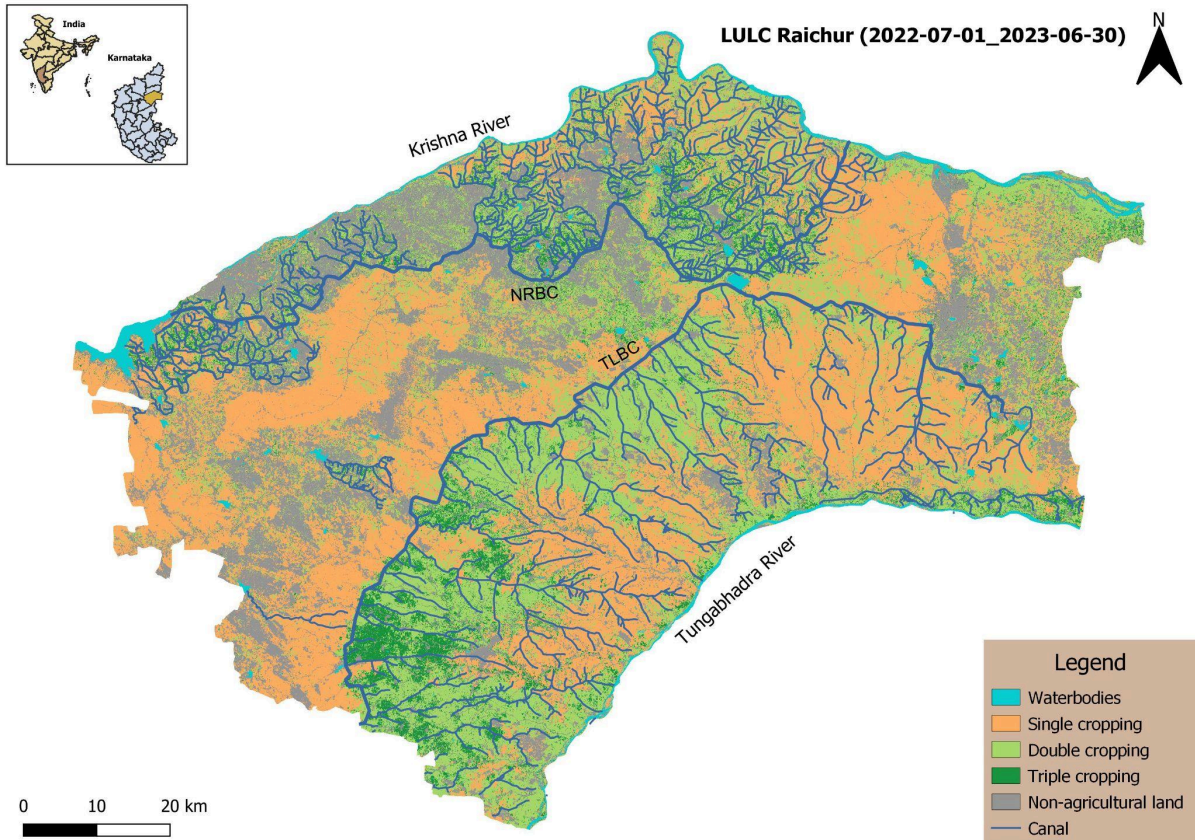 India
Karnataka
LULC Raichur (2022-07-01_2023-06-30)
N
Krishna River
NRBC
TLBC
Tungabhadra River
Legend
Waterbodies
Single cropping
Double cropping
Triple cropping
Non-agricultural land
Canal
0 10 20 km